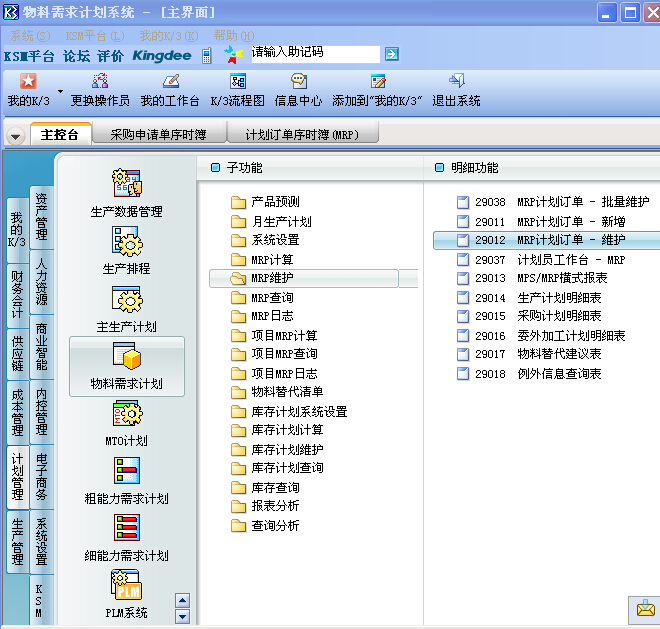 物料需求计划系统 - [主界面]
系统(S) KSM平台(L) 我的K/3(K) 帮助(H)
KSM平台 论坛 评价 Kingdee 请输入助记码
我的K/3 更换操作员 我的工作台 K/3流程图 信息中心 添加到“我的K/3” 退出系统
主控台 采购申请单序时簿 计划订单序时簿(MRP)
我的K/3
财务会计
供应链
成本管理
计划管理
生产管理
资产管理
人力资源
商业智能
内控管理
电子商务
系统设置
KSM
生产数据管理
生产排程
主生产计划
物料需求计划
MTO计划
粗能力需求计划
细能力需求计划
PLM
PLM系统
子功能
产品预测
月生产计划
系统设置
MRP计算
MRP维护
MRP查询
MRP日志
项目MRP计算
项目MRP查询
项目MRP日志
物料替代清单
库存计划系统设置
库存计划计算
库存计划维护
库存计划查询
库存查询
报表分析
查询分析
明细功能
29038 MRP计划订单 - 批量维护
29011 MRP计划订单 - 新增
29012 MRP计划订单 - 维护
29037 计划员工作台 - MRP
29013 MPS/MRP横式报表
29014 生产计划明细表
29015 采购计划明细表
29016 委外加工计划明细表
29017 物料替代建议表
29018 例外信息查询表